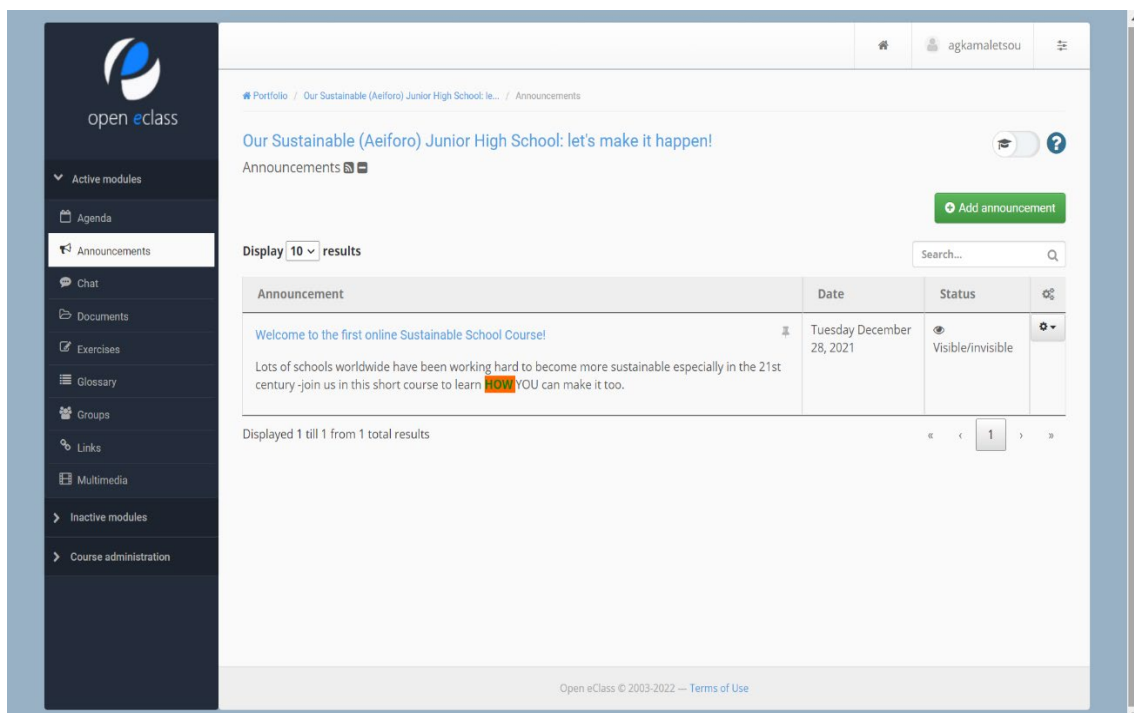 open eclass
Active modules
Agenda
Announcements
Chat
Documents
Exercises
Glossary
Groups
Links
Multimedia
Inactive modules
Course administration
agkamaletsou
Portfolio / Our Sustainable (Aeiforo) Junior High School: le... / Announcements
Our Sustainable (Aeiforo) Junior High School: let's make it happen!
Announcements
Add announcement
Display 10 results
Search...
Announcement Date Status
Welcome to the first online Sustainable School Course!
Lots of schools worldwide have been working hard to become more sustainable especially in the 21st
century -join us in this short course to learn HOW YOU can make it too.
Tuesday December
28, 2021
Visible/invisible
Displayed 1 till 1 from 1 total results
« ‹ 1 › »
Open eClass © 2003-2022 — Terms of Use